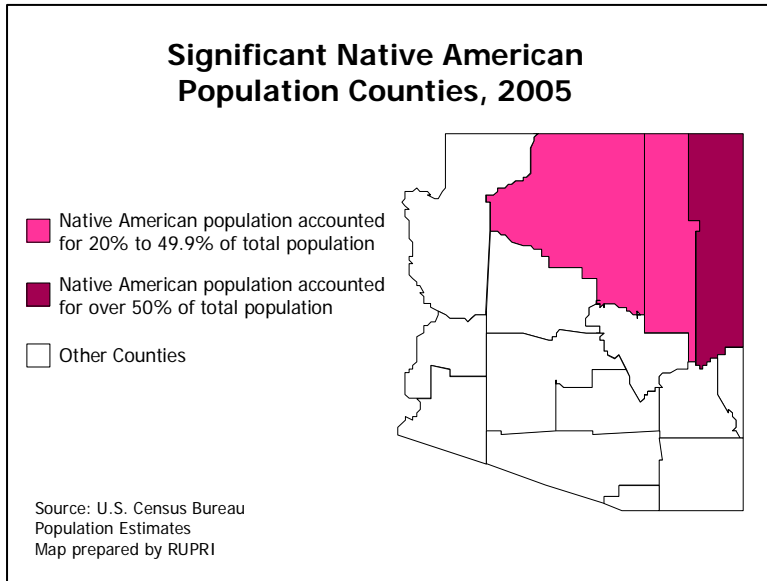 Significant Native American
Population Counties, 2005
Native American population accounted
for 20% to 49.9% of total population
Native American population accounted
for over 50% of total population
Other Counties
Source: U.S. Census Bureau
Population Estimates
Map prepared by RUPRI